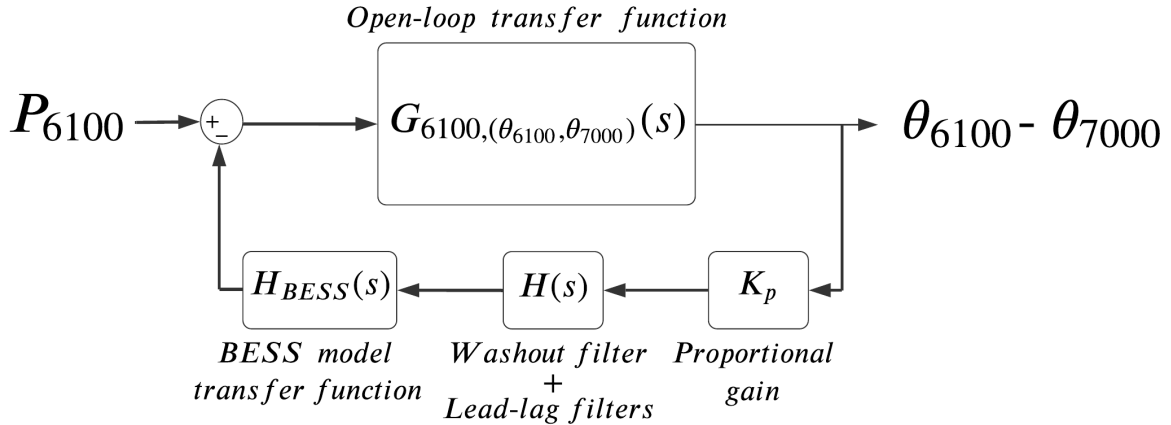 Open-loop transfer function
P6100
+
−
G6100,(θ6100,θ7000)(s)
θ6100 - θ7000
HBESS(s)
H(s)
Kp
BESS model
transfer function
Washout filter
+
Lead-lag filters
Proportional
gain